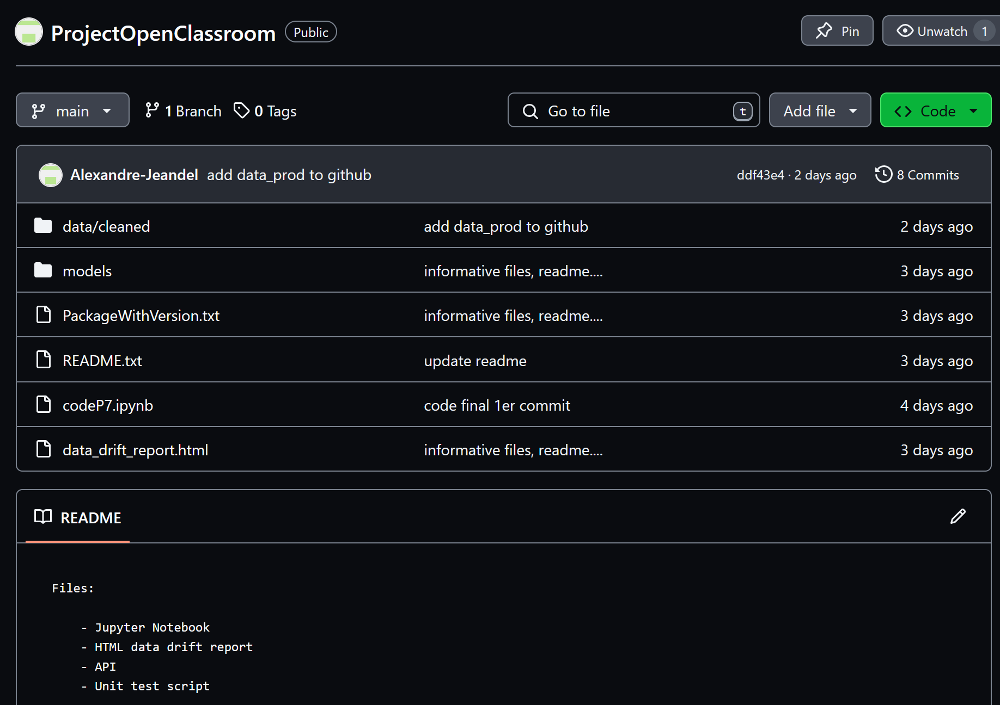 ProjectOpenClassroom Public Pin Unwatch 1
main 1 Branch 0 Tags Go to file t Add file Code
Alexandre-Jeandel add data_prod to github ddf43e4 · 2 days ago 8 Commits
data/cleaned add data_prod to github 2 days ago
models informative files, readme.... 3 days ago
PackageWithVersion.txt informative files, readme.... 3 days ago
README.txt update readme 3 days ago
codeP7.ipynb code final 1er commit 4 days ago
data_drift_report.html informative files, readme.... 3 days ago
README
Files:
- Jupyter Notebook
- HTML data drift report
- API
- Unit test script